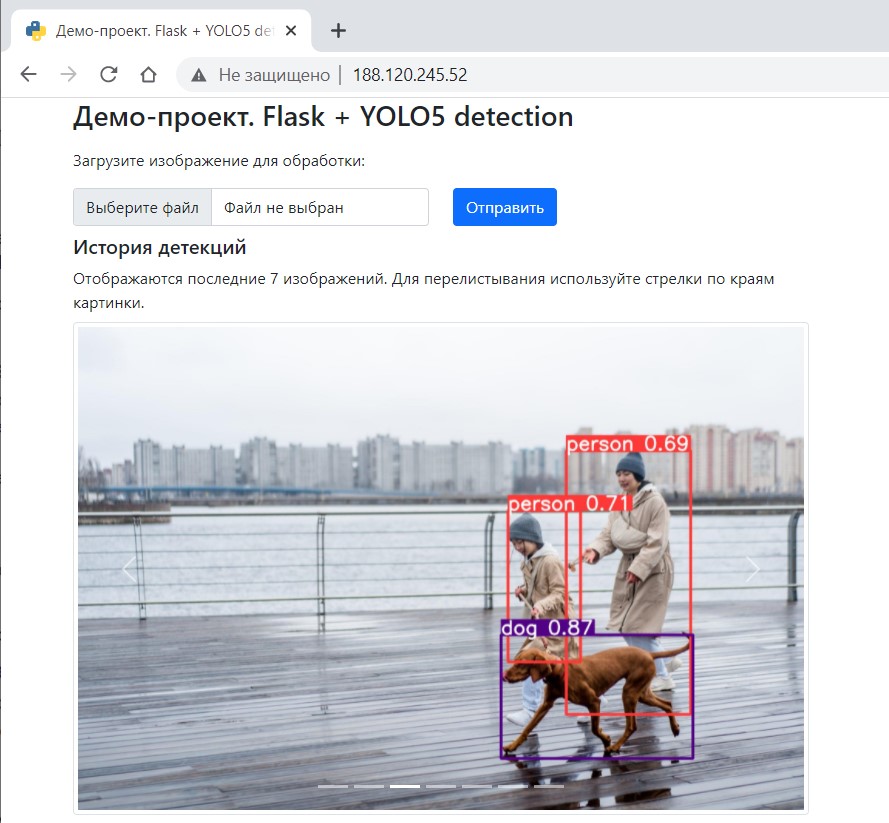 Демо-проект. Flask + YOLO5 det
Не защищено
188.120.245.52
Демо-проект. Flask + YOLO5 detection
Загрузите изображение для обработки:
Выберите файл
Файл не выбран
Отправить
История детекций
Отображаются последние 7 изображений. Для перелистывания используйте стрелки по краям
картинки.
person 0.69
person 0.71
dog 0.87